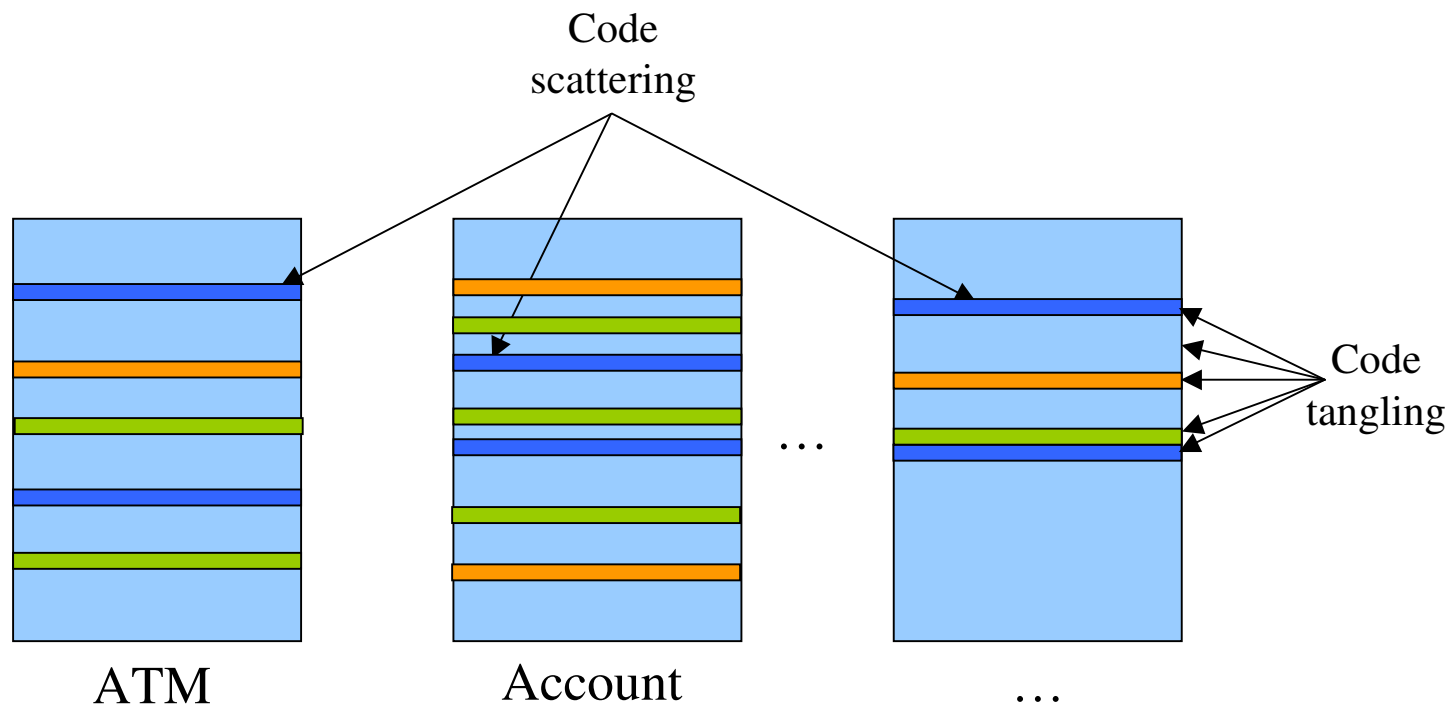 Code
scattering
Code
tangling
…
ATM
Account
…